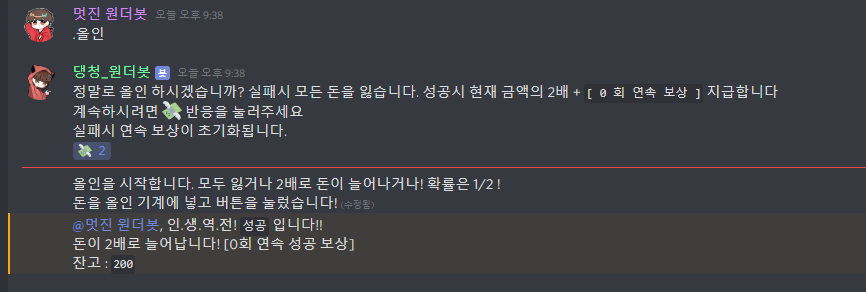 멋진 원더봇 오늘 오후 9:38
.올인
댕청_원더봇 봇 오늘 오후 9:38
정말로 올인 하시겠습니까? 실패시 모든 돈을 잃습니다. 성공시 현재 금액의 2배 + [ 0 회 연속 보상 ] 지급합니다
계속하시려면 💸 반응을 눌러주세요
실패시 연속 보상이 초기화됩니다.
💸 2
올인을 시작합니다. 모두 잃거나 2배로 돈이 늘어나거나! 확률은 1/2 !
돈을 올인 기계에 넣고 버튼을 눌렀습니다! (수정됨)
@멋진 원더봇, 인.생.역.전! 성공 입니다!!
돈이 2배로 늘어납니다! [0회 연속 성공 보상]
잔고 : 200